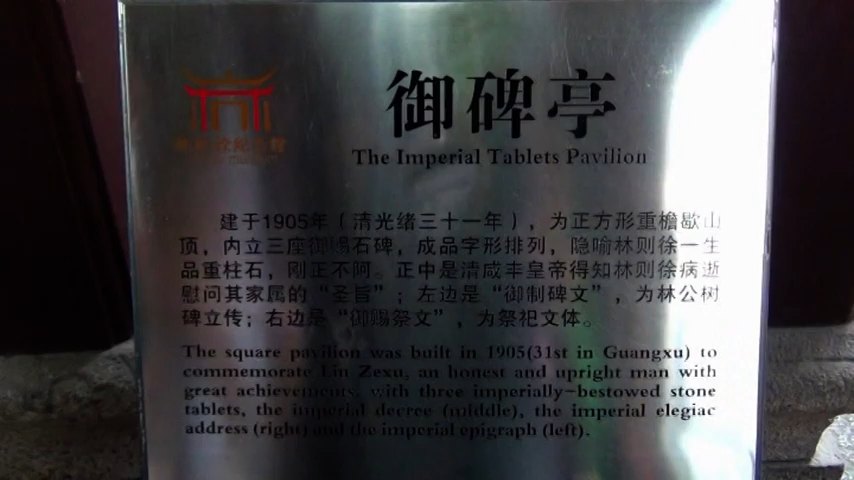 御碑亭
The Imperial Tablets Pavilion
建于1905年（清光绪三十一年），为正方形重檐歇山
顶，内立三座御赐石碑，成品字形排列，隐喻林则徐一生
品重柱石，刚正不阿。正中是清咸丰皇帝得知林则徐病逝
慰问其家属的“圣旨”；左边是“御制碑文”，为林公树
碑立传；右边是“御赐祭文”，为祭祀文体。
The square pavilion was built in 1905(31st in Guangxu) to
commemorate Lin Zexu, an honest and upright man with
great achievements, with three imperially-bestowed stone
tablets, the imperial decree (middle), the imperial elegiac
address (right) and the imperial epigraph (left).